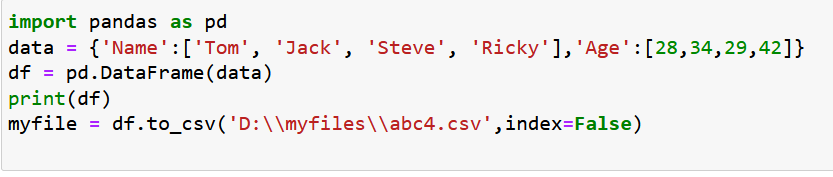 import pandas as pd
data = {'Name':['Tom', 'Jack', 'Steve', 'Ricky'],'Age':[28,34,29,42]}
df = pd.DataFrame(data)
print(df)
myfile = df.to_csv('D:\\myfiles\\abc4.csv',index=False)